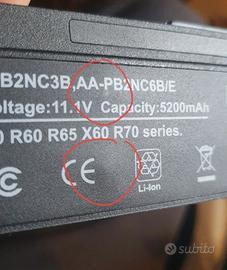 B2NC3B,AA-PB2NC6B/E
oltage:11.1V Capacity:5200mAh
0 R60 R65 X60 R70 series.
CE
Li-Ion
subito